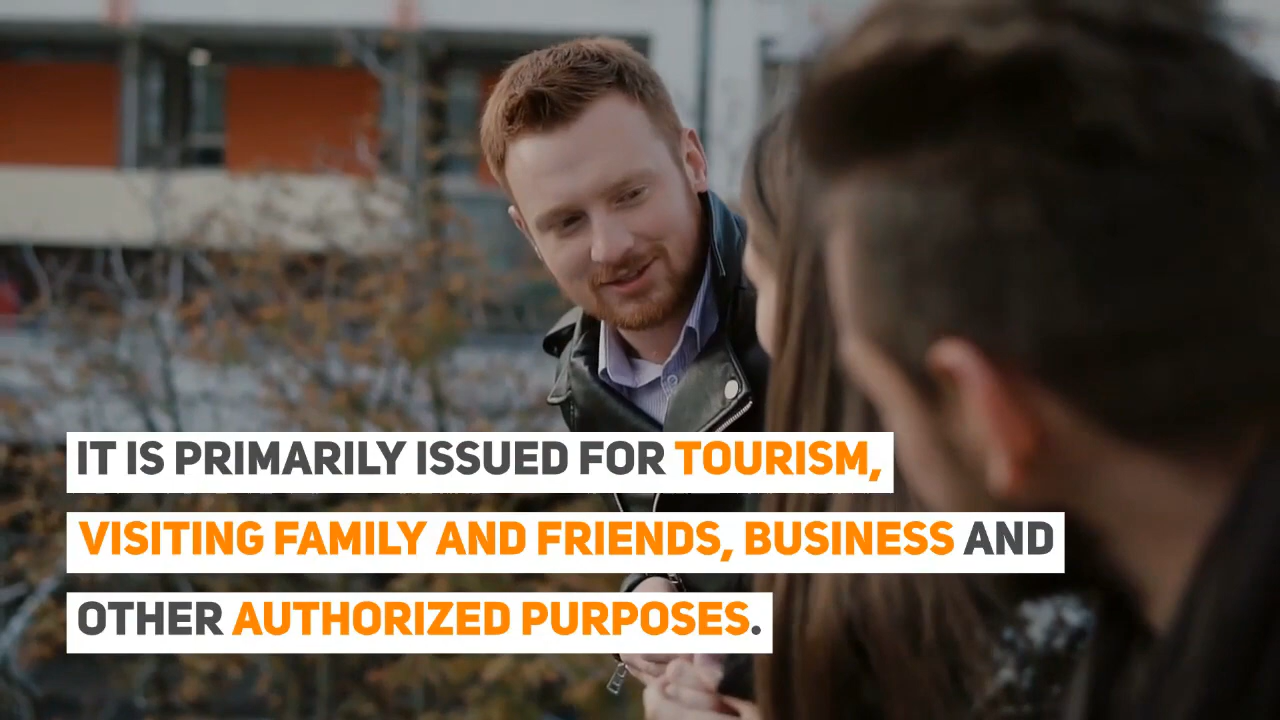 IT IS PRIMARILY ISSUED FOR TOURISM,
VISITING FAMILY AND FRIENDS, BUSINESS AND
OTHER AUTHORIZED PURPOSES.